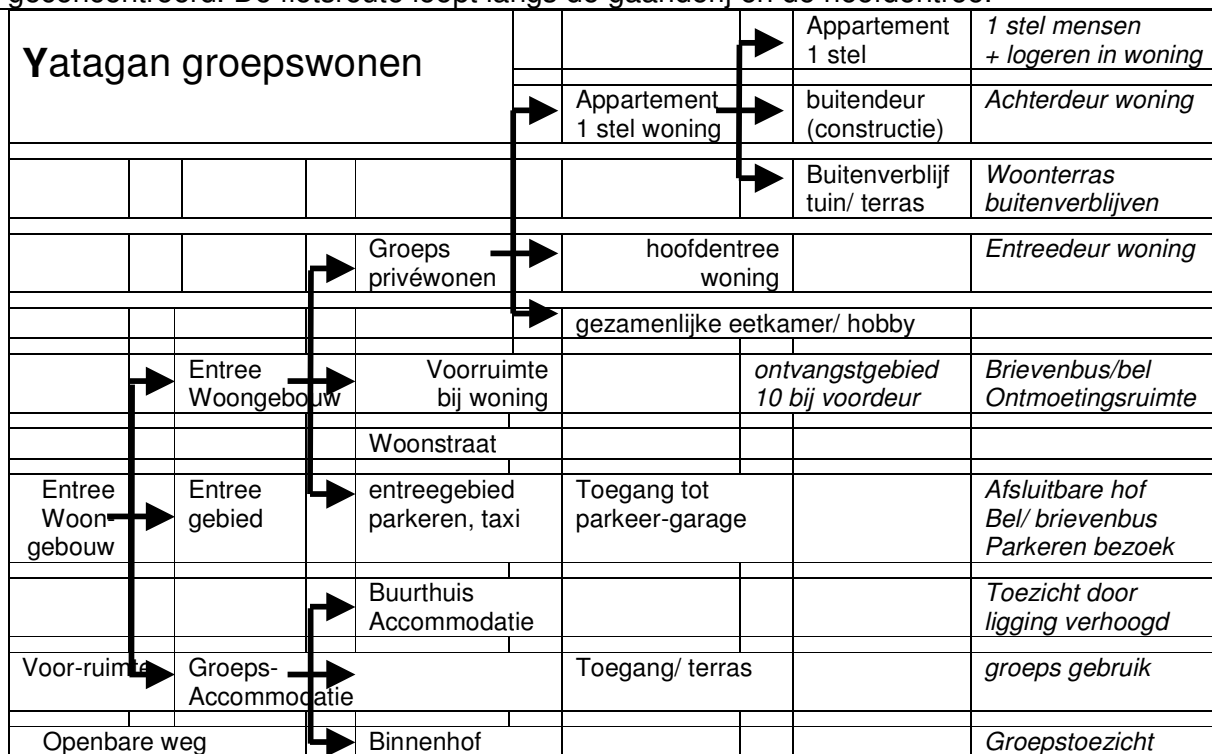 geconcentreerd. De fietsroute loopt langs de gaanderij en de hoofdentree.
Yatagan groepswonen
Appartement
1 stel
1 stel mensen
+ logeren in woning
Appartement
1 stel woning
buitendeur
(constructie)
Achterdeur woning
Buitenverblijf
tuin/ terras
Woonterras
buitenverblijven
Groeps
privéwonen
hoofdentree
woning
Entreedeur woning
gezamenlijke eetkamer/ hobby
Entree
Woongebouw
Voorruimte
bij woning
ontvangstgebied
10 bij voordeur
Brievenbus/bel
Ontmoetingsruimte
Woonstraat
Entree
Woon-
gebouw
Entree
gebied
entreegebied
parkeren, taxi
Toegang tot
parkeer-garage
Afsluitbare hof
Bel/ brievenbus
Parkeren bezoek
Buurthuis
Accommodatie
Toezicht door
ligging verhoogd
Voor-ruimte
Groeps-
Accommodatie
Toegang/ terras
groeps gebruik
Openbare weg
Binnenhof
Groepstoezicht